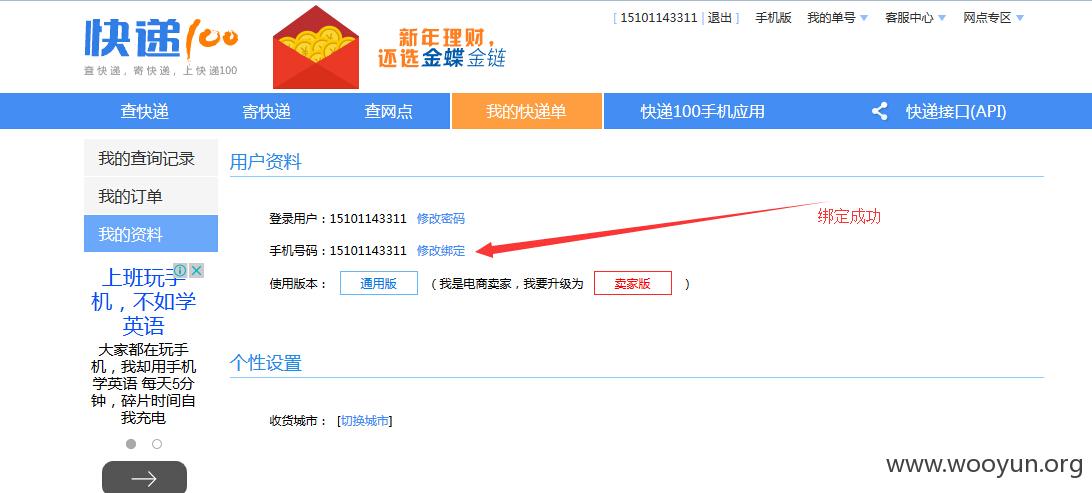 快递100
查快递，寄快递，上快递100
新年理财，
还选金蝶金链
[ 15101143311 | 退出 ] 手机版 我的单号 客服中心 网点专区
查快递 寄快递 查网点 我的快递单 快递100手机应用 快递接口(API)
我的查询记录
我的订单
我的资料
上班玩手
机，不如学
英语
大家都在玩手
机，我却用手机
学英语 每天5分
钟，碎片时间自
我充电
用户资料
登录用户：15101143311 修改密码
手机号码：15101143311 修改绑定
绑定成功
使用版本： 通用版 （我是电商卖家，我要升级为 卖家版 ）
个性设置
收货城市： [切换城市]
www.wooyun.org